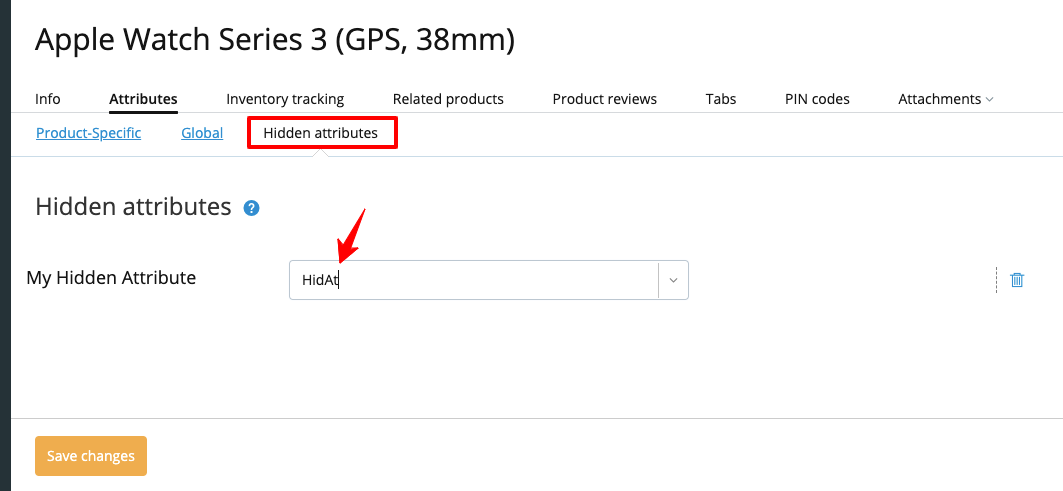 Apple Watch Series 3 (GPS, 38mm)
Info Attributes Inventory tracking Related products Product reviews Tabs PIN codes Attachments
Product-Specific Global Hidden attributes
Hidden attributes ?
My Hidden Attribute HidAt
Save changes